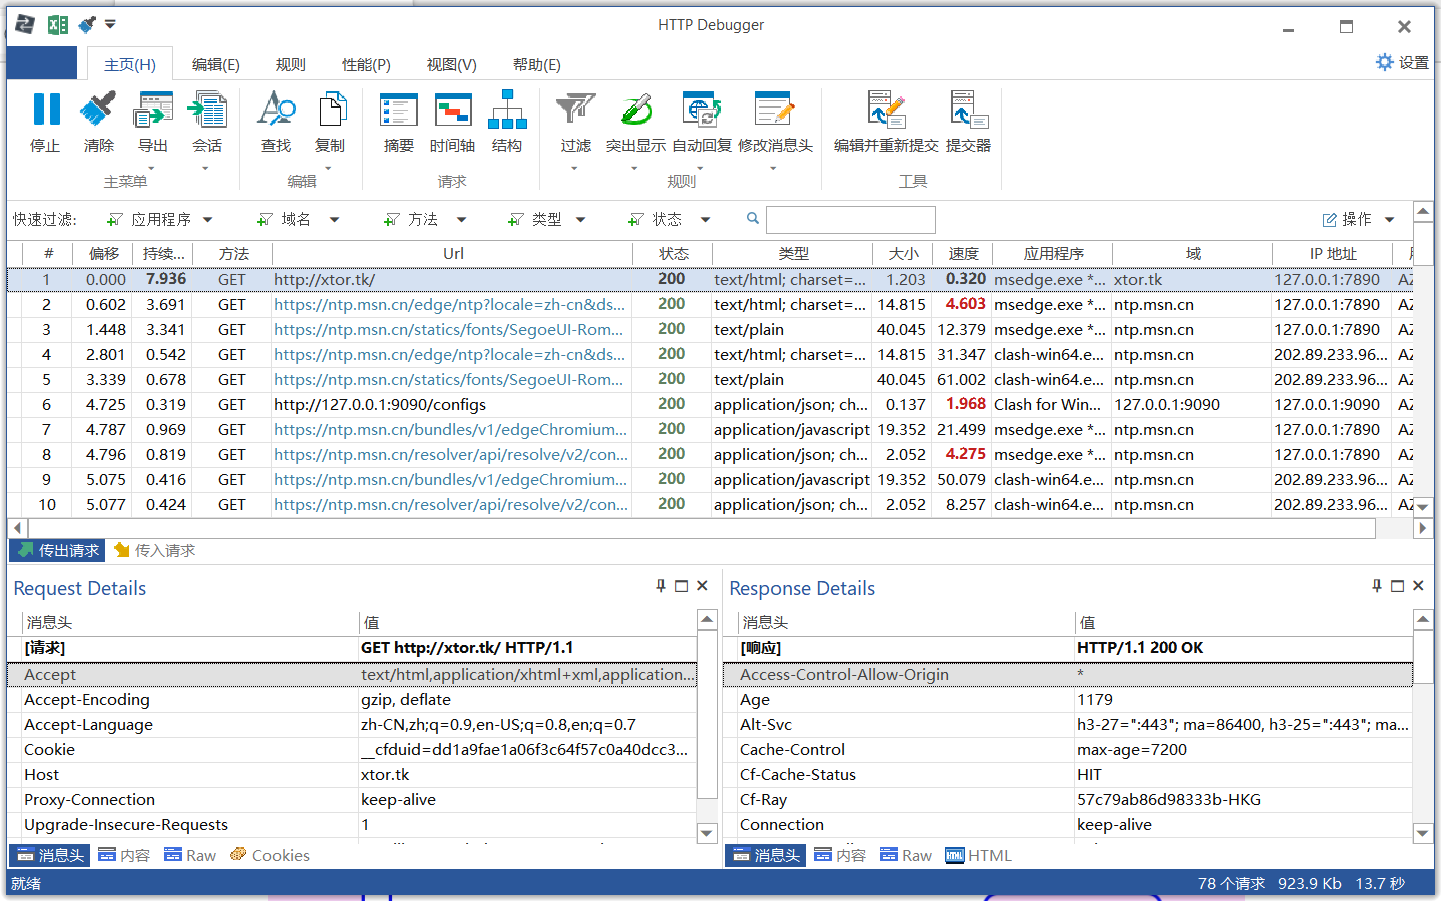 HTTP Debugger
主页(H) 编辑(E) 规则 性能(P) 视图(V) 帮助(E) 设置
停止 清除 导出 会话 查找 复制 摘要 时间轴 结构 过滤 突出显示 自动回复 修改消息头 编辑并重新提交 提交器
主菜单 编辑 请求 规则 工具
快速过滤: 应用程序 域名 方法 类型 状态 操作
# 偏移 持续... 方法 Url 状态 类型 大小 速度 应用程序 域 IP 地址
1 0.000 7.936 GET http://xtor.tk/ 200 text/html; charset=... 1.203 0.320 msedge.exe *... xtor.tk 127.0.0.1:7890 AZ
2 0.602 3.691 GET https://ntp.msn.cn/edge/ntp?locale=zh-cn&ds... 200 text/html; charset=... 14.815 4.603 msedge.exe *... ntp.msn.cn 127.0.0.1:7890 AZ
3 1.448 3.341 GET https://ntp.msn.cn/statics/fonts/SegoeUI-Rom... 200 text/plain 40.045 12.379 msedge.exe *... ntp.msn.cn 127.0.0.1:7890 AZ
4 2.801 0.542 GET https://ntp.msn.cn/edge/ntp?locale=zh-cn&ds... 200 text/html; charset=... 14.815 31.347 clash-win64.e... ntp.msn.cn 202.89.233.96... AZ
5 3.339 0.678 GET https://ntp.msn.cn/statics/fonts/SegoeUI-Rom... 200 text/plain 40.045 61.002 clash-win64.e... ntp.msn.cn 202.89.233.96... AZ
6 4.725 0.319 GET http://127.0.0.1:9090/configs 200 application/json; ch... 0.137 1.968 Clash for Win... 127.0.0.1:9090 127.0.0.1:9090 AZ
7 4.787 0.969 GET https://ntp.msn.cn/bundles/v1/edgeChromium... 200 application/javascript 19.352 21.499 msedge.exe *... ntp.msn.cn 127.0.0.1:7890 AZ
8 4.796 0.819 GET https://ntp.msn.cn/resolver/api/resolve/v2/con... 200 application/json; ch... 2.052 4.275 msedge.exe *... ntp.msn.cn 127.0.0.1:7890 AZ
9 5.075 0.416 GET https://ntp.msn.cn/bundles/v1/edgeChromium... 200 application/javascript 19.352 50.079 clash-win64.e... ntp.msn.cn 202.89.233.96... AZ
10 5.077 0.424 GET https://ntp.msn.cn/resolver/api/resolve/v2/con... 200 application/json; ch... 2.052 8.257 clash-win64.e... ntp.msn.cn 202.89.233.96... AZ
传出请求 传入请求
Request Details
消息头 值
[请求] GET http://xtor.tk/ HTTP/1.1
Accept text/html,application/xhtml+xml,application...
Accept-Encoding gzip, deflate
Accept-Language zh-CN,zh;q=0.9,en-US;q=0.8,en;q=0.7
Cookie __cfduid=dd1a9fae1a06f3c64f57c0a40dcc3...
Host xtor.tk
Proxy-Connection keep-alive
Upgrade-Insecure-Requests 1
消息头 内容 Raw Cookies
Response Details
消息头 值
[响应] HTTP/1.1 200 OK
Access-Control-Allow-Origin *
Age 1179
Alt-Svc h3-27=":443"; ma=86400, h3-25=":443"; ma...
Cache-Control max-age=7200
Cf-Cache-Status HIT
Cf-Ray 57c79ab86d98333b-HKG
Connection keep-alive
消息头 内容 Raw HTML
就绪 78 个请求 923.9 Kb 13.7 秒